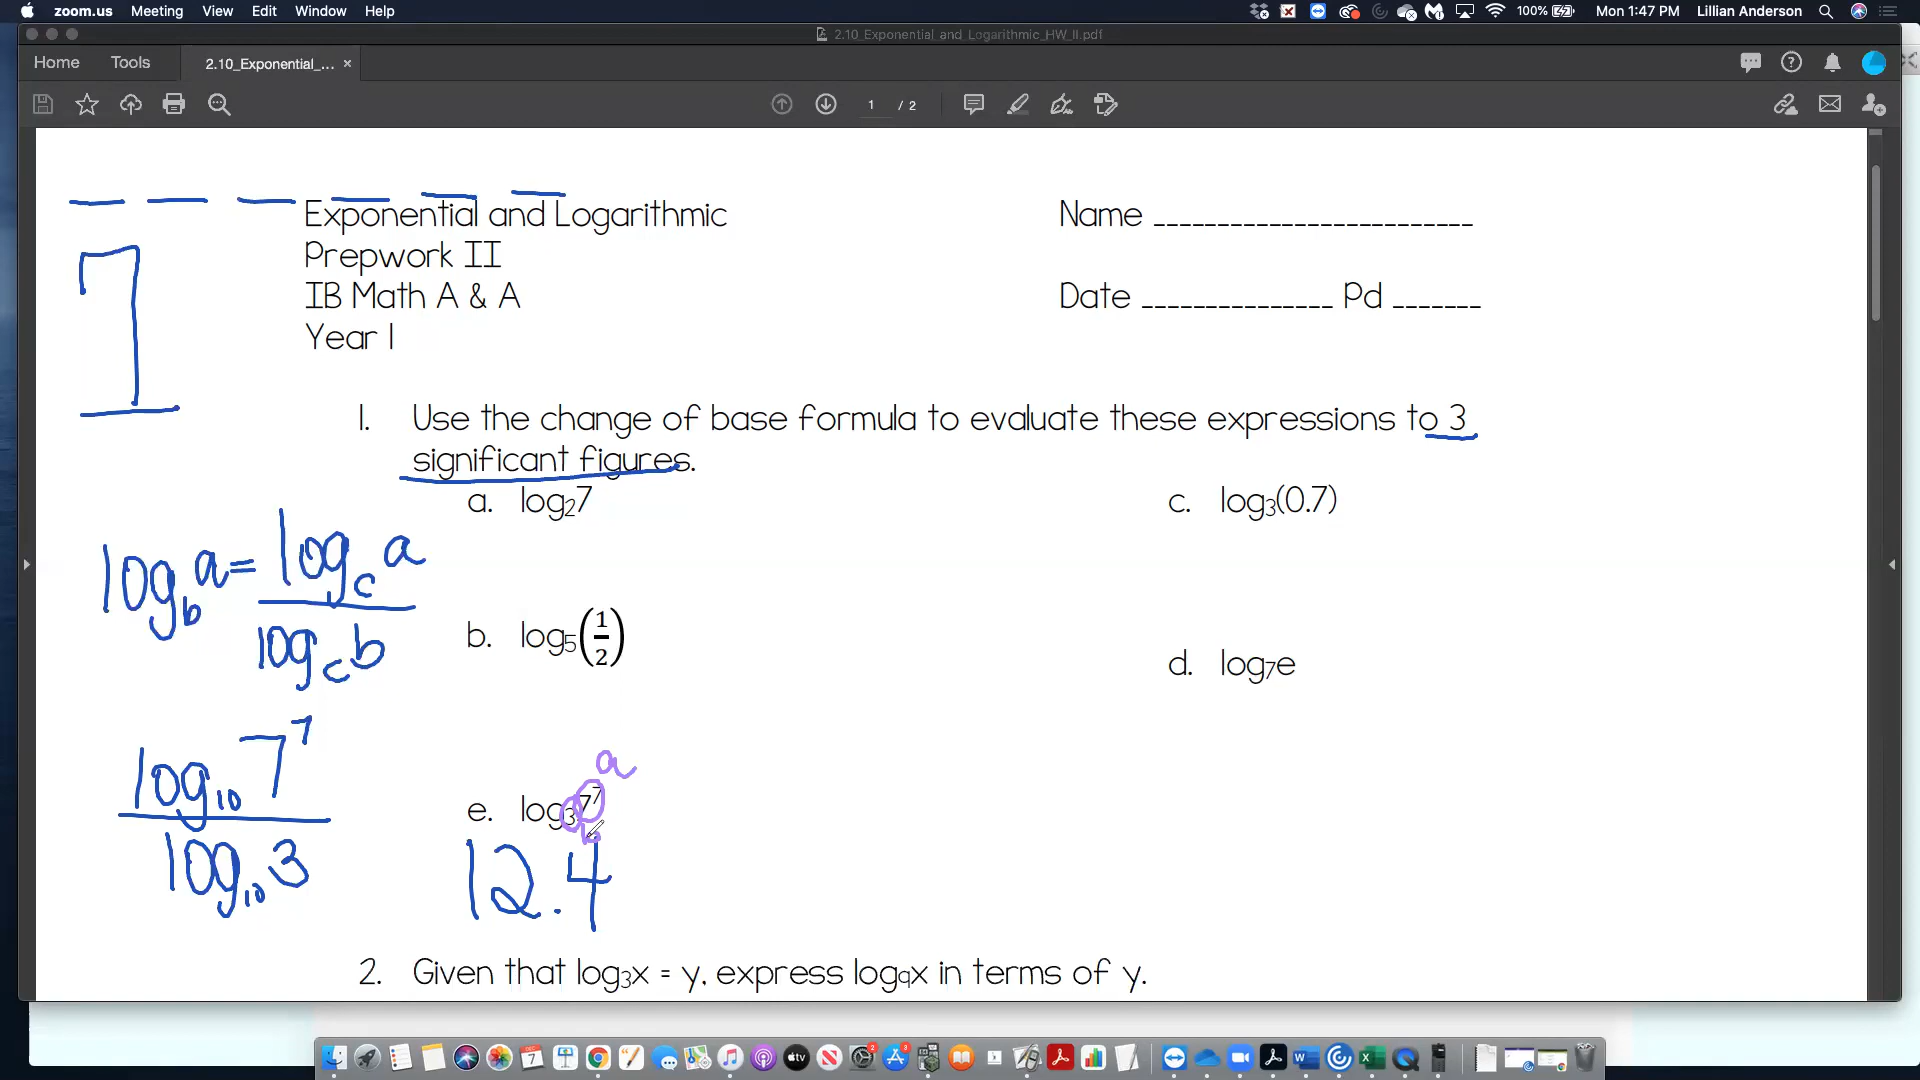 zoom.us Meeting View Edit Window Help 100% Mon 1:47 PM Lillian Anderson
2.10_Exponential_and_Logarithmic_HW_II.pdf
Home Tools 2.10_Exponential_... ×
1 / 2
Exponential and Logarithmic
Prepwork II
IB Math A & A
Year 1
Name ________________________
Date ______________ Pd _______
1. Use the change of base formula to evaluate these expressions to 3
significant figures.
a. log₂7
c. log₃(0.7)
log_b a = log_c a / log_c b
b. log₅(1/2)
d. log₇e
log₁₀ 7⁷ / log₁₀ 3
a
e. log₃7⁷
b
12.4
2. Given that log₃x = y, express log₉x in terms of y.